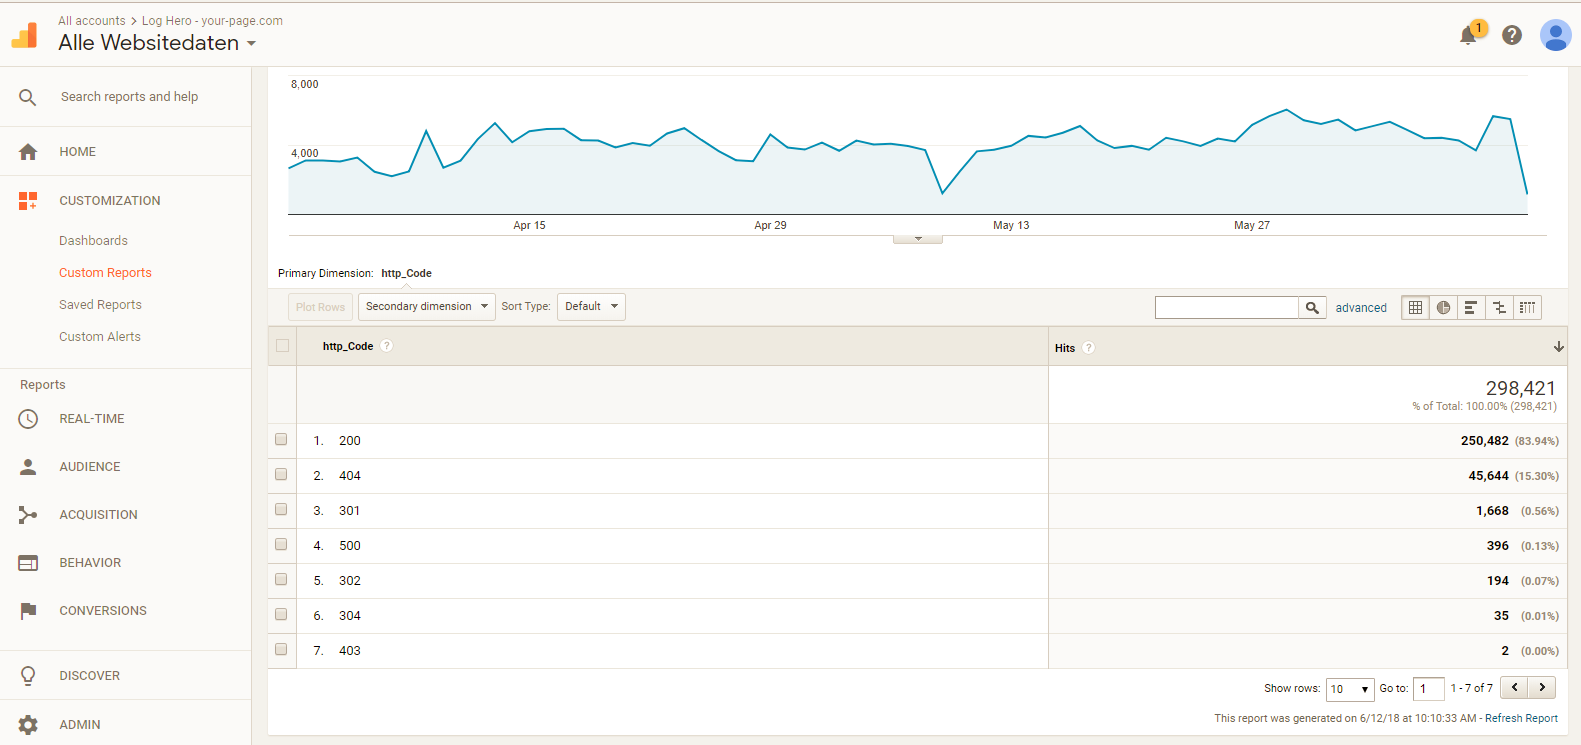 All accounts > Log Hero - your-page.com
Alle Websitedaten
1
?
Search reports and help
HOME
CUSTOMIZATION
Dashboards
Custom Reports
Saved Reports
Custom Alerts
Reports
REAL-TIME
AUDIENCE
ACQUISITION
BEHAVIOR
CONVERSIONS
DISCOVER
ADMIN
8,000
4,000
Apr 15 Apr 29 May 13 May 27
Primary Dimension: http_Code
Plot Rows Secondary dimension Sort Type: Default advanced
http_Code ? Hits ?
298,421
% of Total: 100.00% (298,421)
1. 200 250,482 (83.94%)
2. 404 45,644 (15.30%)
3. 301 1,668 (0.56%)
4. 500 396 (0.13%)
5. 302 194 (0.07%)
6. 304 35 (0.01%)
7. 403 2 (0.00%)
Show rows: 10 Go to: 1 1 - 7 of 7
This report was generated on 6/12/18 at 10:10:33 AM - Refresh Report